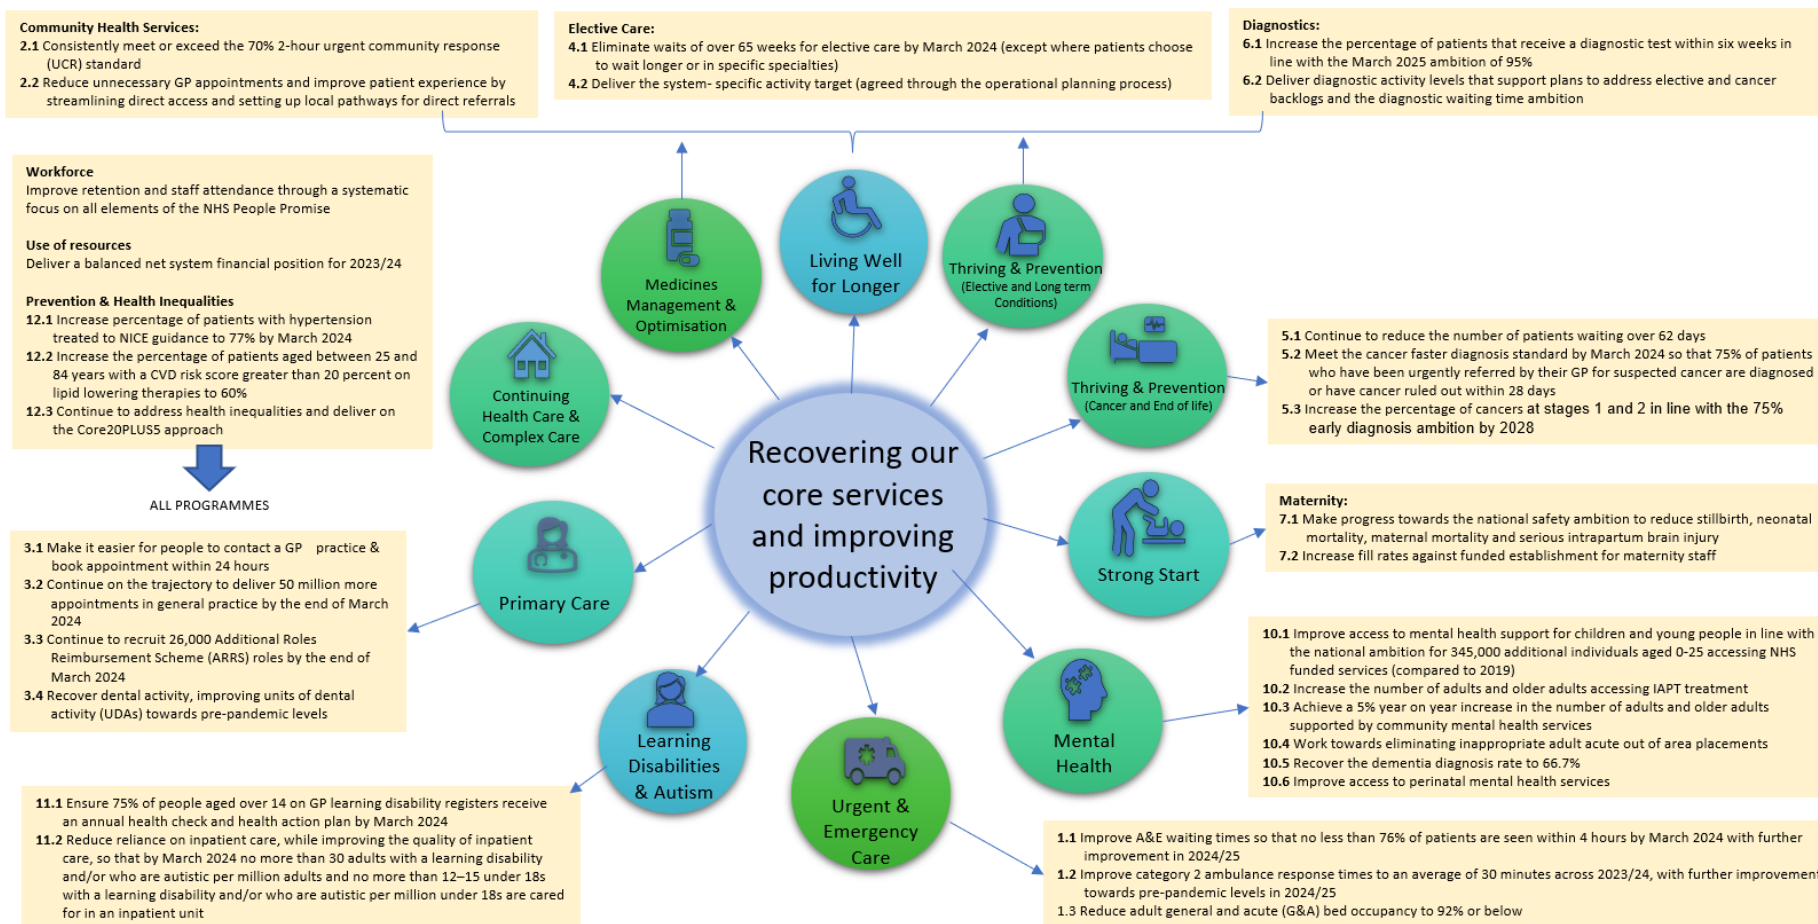 Community Health Services:
2.1 Consistently meet or exceed the 70% 2-hour urgent community response
(UCR) standard
2.2 Reduce unnecessary GP appointments and improve patient experience by
streamlining direct access and setting up local pathways for direct referrals
Elective Care:
4.1 Eliminate waits of over 65 weeks for elective care by March 2024 (except where patients choose
to wait longer or in specific specialties)
4.2 Deliver the system- specific activity target (agreed through the operational planning process)
Diagnostics:
6.1 Increase the percentage of patients that receive a diagnostic test within six weeks in
line with the March 2025 ambition of 95%
6.2 Deliver diagnostic activity levels that support plans to address elective and cancer
backlogs and the diagnostic waiting time ambition
Workforce
Improve retention and staff attendance through a systematic
focus on all elements of the NHS People Promise
Use of resources
Deliver a balanced net system financial position for 2023/24
Prevention & Health Inequalities
12.1 Increase percentage of patients with hypertension
treated to NICE guidance to 77% by March 2024
12.2 Increase the percentage of patients aged between 25 and
84 years with a CVD risk score greater than 20 percent on
lipid lowering therapies to 60%
12.3 Continue to address health inequalities and deliver on
the Core20PLUS5 approach
ALL PROGRAMMES
Medicines
Management &
Optimisation
Living Well
for Longer
Thriving & Prevention
(Elective and Long term
Conditions)
Thriving & Prevention
(Cancer and End of life)
5.1 Continue to reduce the number of patients waiting over 62 days
5.2 Meet the cancer faster diagnosis standard by March 2024 so that 75% of patients
who have been urgently referred by their GP for suspected cancer are diagnosed
or have cancer ruled out within 28 days
5.3 Increase the percentage of cancers at stages 1 and 2 in line with the 75%
early diagnosis ambition by 2028
Continuing
Health Care &
Complex Care
Recovering our
core services
and improving
productivity
Strong Start
Maternity:
7.1 Make progress towards the national safety ambition to reduce stillbirth, neonatal
mortality, maternal mortality and serious intrapartum brain injury
7.2 Increase fill rates against funded establishment for maternity staff
Primary Care
3.1 Make it easier for people to contact a GP practice &
book appointment within 24 hours
3.2 Continue on the trajectory to deliver 50 million more
appointments in general practice by the end of March
2024
3.3 Continue to recruit 26,000 Additional Roles
Reimbursement Scheme (ARRS) roles by the end of
March 2024
3.4 Recover dental activity, improving units of dental
activity (UDAs) towards pre-pandemic levels
Mental
Health
10.1 Improve access to mental health support for children and young people in line with
the national ambition for 345,000 additional individuals aged 0-25 accessing NHS
funded services (compared to 2019)
10.2 Increase the number of adults and older adults accessing IAPT treatment
10.3 Achieve a 5% year on year increase in the number of adults and older adults
supported by community mental health services
10.4 Work towards eliminating inappropriate adult acute out of area placements
10.5 Recover the dementia diagnosis rate to 66.7%
10.6 Improve access to perinatal mental health services
Learning
Disabilities
& Autism
11.1 Ensure 75% of people aged over 14 on GP learning disability registers receive
an annual health check and health action plan by March 2024
11.2 Reduce reliance on inpatient care, while improving the quality of inpatient
care, so that by March 2024 no more than 30 adults with a learning disability
and/or who are autistic per million adults and no more than 12–15 under 18s
with a learning disability and/or who are autistic per million under 18s are cared
for in an inpatient unit
Urgent &
Emergency
Care
1.1 Improve A&E waiting times so that no less than 76% of patients are seen within 4 hours by March 2024 with further
improvement in 2024/25
1.2 Improve category 2 ambulance response times to an average of 30 minutes across 2023/24, with further improvement
towards pre-pandemic levels in 2024/25
1.3 Reduce adult general and acute (G&A) bed occupancy to 92% or below